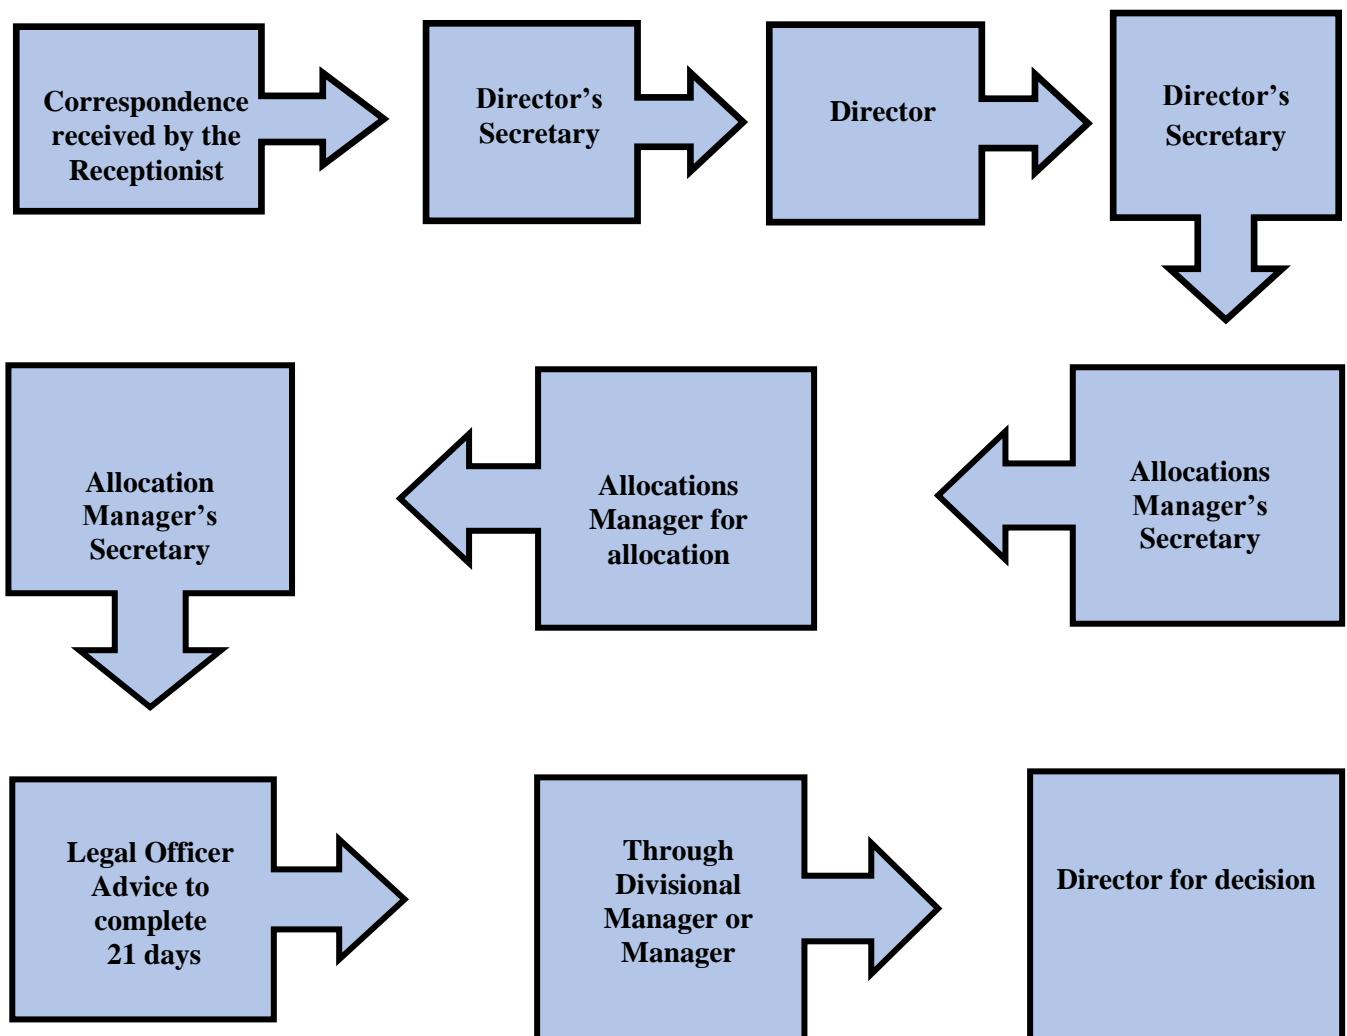 Correspondence
received by the
Receptionist
Director’s
Secretary
Director
Director’s
Secretary
Allocations
Manager’s
Secretary
Allocations
Manager for
allocation
Allocation
Manager’s
Secretary
Legal Officer
Advice to
complete
21 days
Through
Divisional
Manager or
Manager
Director for decision